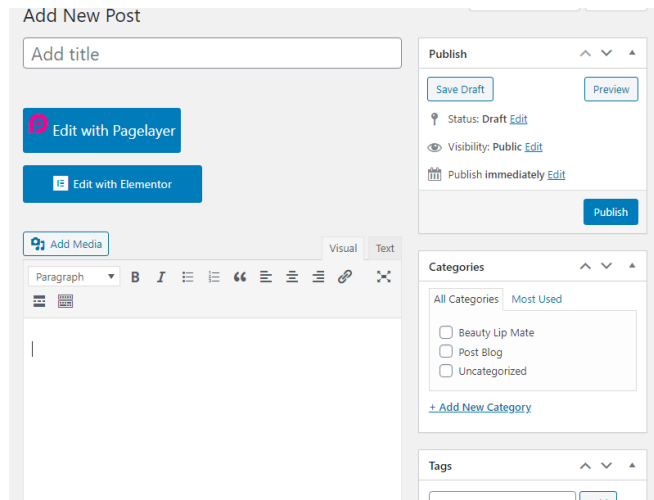 Add New Post
Add title
Edit with Pagelayer
Edit with Elementor
Add Media
Visual Text
Paragraph
Publish
Save Draft Preview
Status: Draft Edit
Visibility: Public Edit
Publish immediately Edit
Publish
Categories
All Categories Most Used
Beauty Lip Mate
Post Blog
Uncategorized
+ Add New Category
Tags